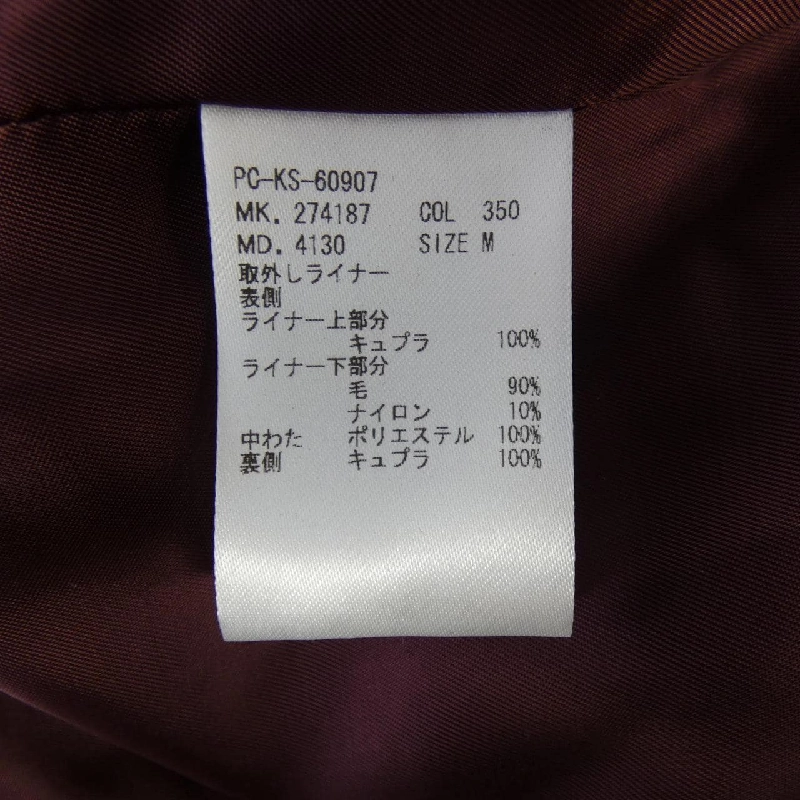 PC-KS-60907
MK. 274187 COL 350
MD. 4130 SIZE M
取外しライナー
表側
ライナー上部分
キュプラ 100%
ライナー下部分
毛 90%
ナイロン 10%
中わた ポリエステル 100%
裏側 キュプラ 100%